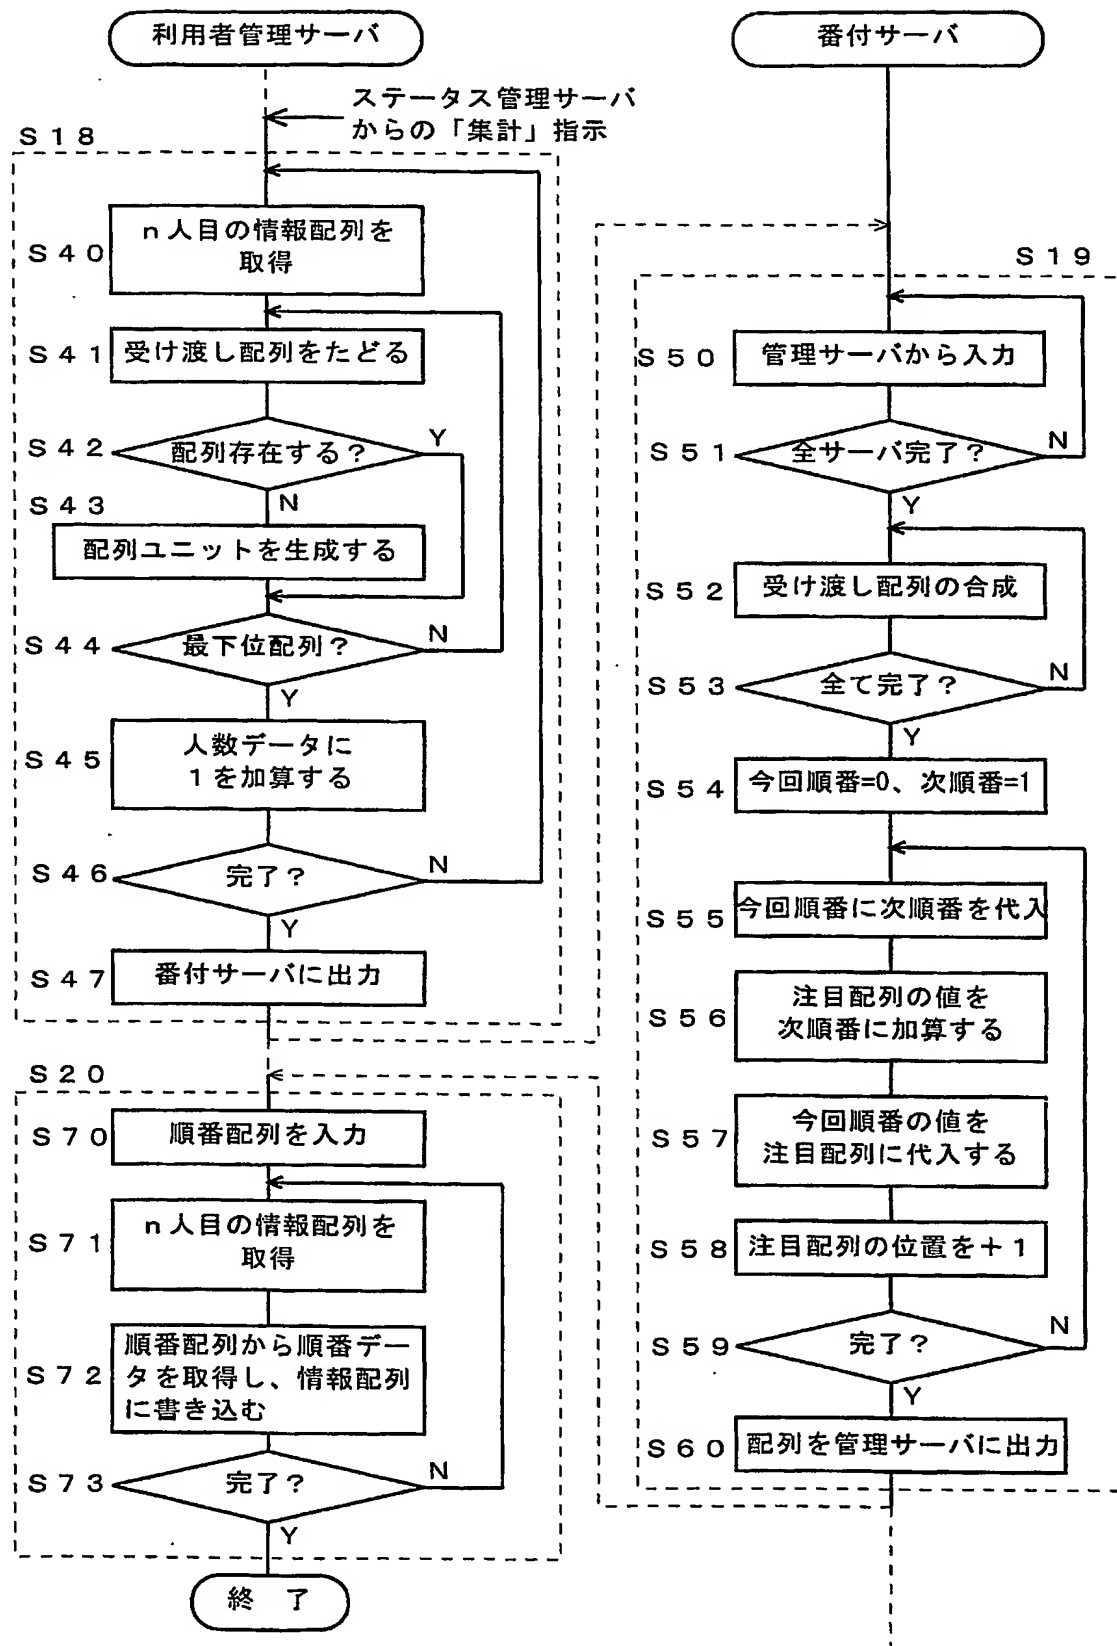 利用者管理サーバ
ステータス管理サーバ
からの「集計」指示
S18
S40
n人目の情報配列を
取得
S41
受け渡し配列をたどる
S42
配列存在する?
Y
N
S43
配列ユニットを生成する
S44
最下位配列?
N
Y
S45
人数データに
1を加算する
S46
完了?
N
Y
S47
番付サーバに出力
S20
S70
順番配列を入力
S71
n人目の情報配列を
取得
S72
順番配列から順番デー
タを取得し、情報配列
に書き込む
S73
完了?
N
Y
終 了
番付サーバ
S19
S50
管理サーバから入力
S51
全サーバ完了?
N
Y
S52
受け渡し配列の合成
S53
全て完了?
N
Y
S54
今回順番=0、次順番=1
S55
今回順番に次順番を代入
S56
注目配列の値を
次順番に加算する
S57
今回順番の値を
注目配列に代入する
S58
注目配列の位置を+1
S59
完了?
N
Y
S60
配列を管理サーバに出力